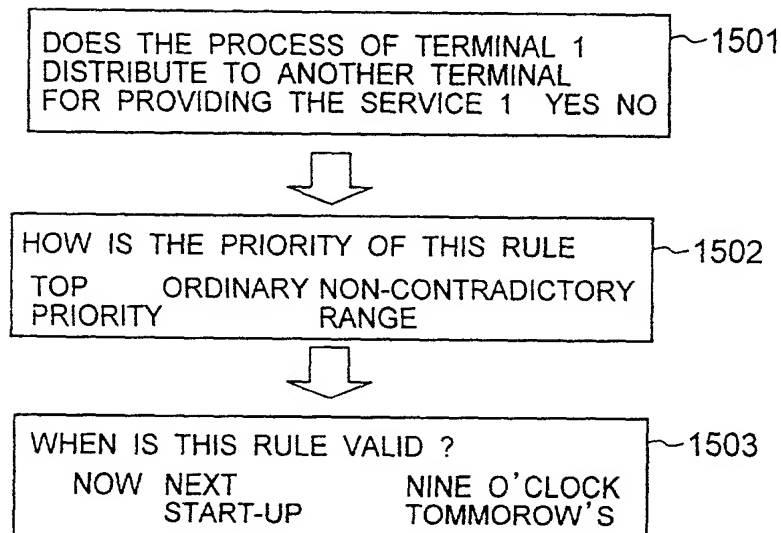 DOES THE PROCESS OF TERMINAL 1 1501
DISTRIBUTE TO ANOTHER TERMINAL
FOR PROVIDING THE SERVICE 1 YES NO
HOW IS THE PRIORITY OF THIS RULE 1502
TOP ORDINARY NON-CONTRADICTORY
PRIORITY RANGE
WHEN IS THIS RULE VALID ? 1503
NOW NEXT NINE O'CLOCK
START-UP TOMMOROW'S